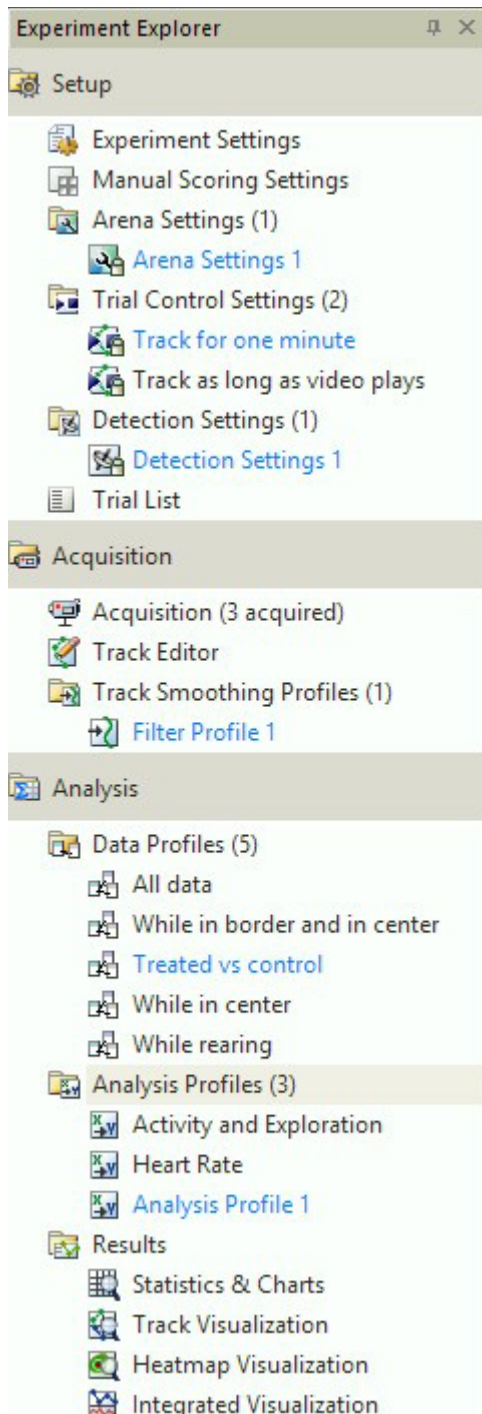 Experiment Explorer
Setup
Experiment Settings
Manual Scoring Settings
Arena Settings (1)
Arena Settings 1
Trial Control Settings (2)
Track for one minute
Track as long as video plays
Detection Settings (1)
Detection Settings 1
Trial List
Acquisition
Acquisition (3 acquired)
Track Editor
Track Smoothing Profiles (1)
Filter Profile 1
Analysis
Data Profiles (5)
All data
While in border and in center
Treated vs control
While in center
While rearing
Analysis Profiles (3)
Activity and Exploration
Heart Rate
Analysis Profile 1
Results
Statistics & Charts
Track Visualization
Heatmap Visualization
Integrated Visualization